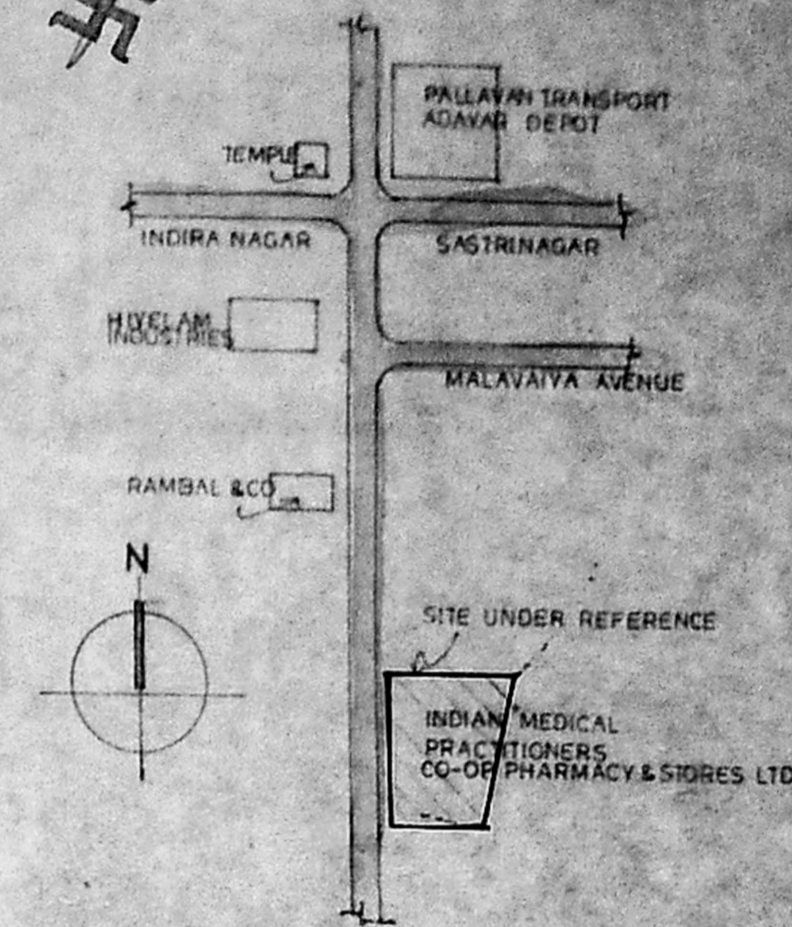 PALLAVAN TRANSPORT
ADAYAR DEPOT
TEMPLE
INDIRA NAGAR
SASTRINAGAR
HIVELAM
INDUSTRIES
MALAVAIVA AVENUE
RAMBAL &CO
N
SITE UNDER REFERENCE
INDIAN MEDICAL
PRACTITIONERS
CO-OP PHARMACY & STORES LTD